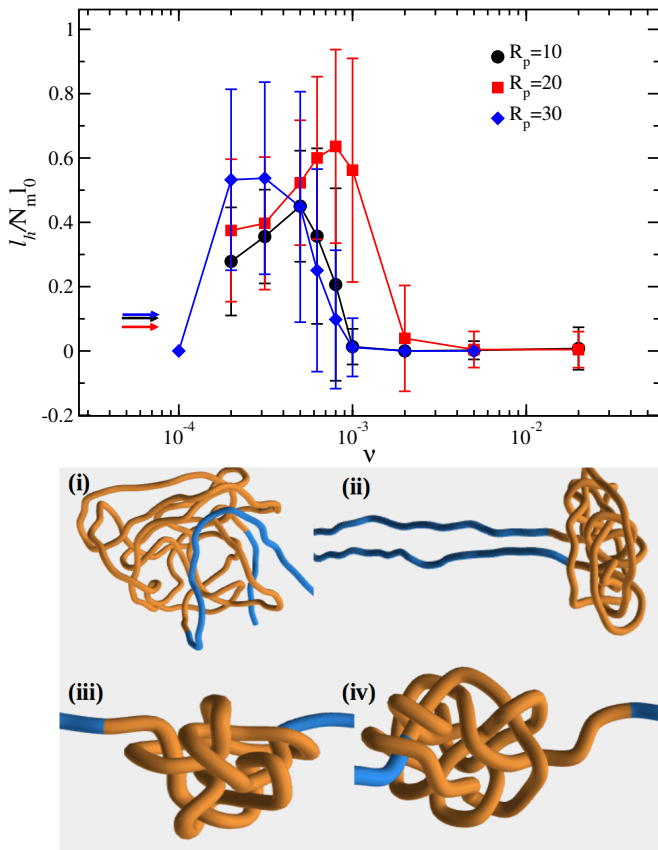 1
0.8
0.6
0.4
0.2
0
-0.2
l_h/N_m l_0
R_p=10
R_p=20
R_p=30
10^-4
10^-3
10^-2
ν
(i)
(ii)
(iii)
(iv)